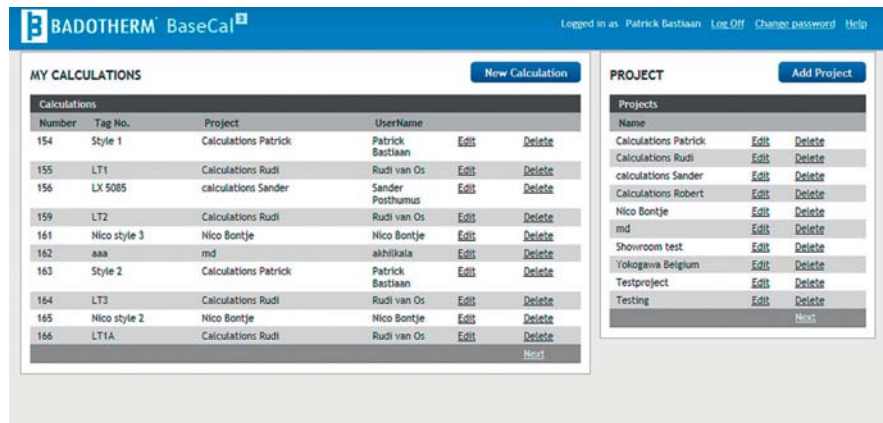 BADOTHERM BaseCal3
Logged in as Patrick Bastiaan Log Off Change password Help
MY CALCULATIONS
New Calculation
Calculations
Number Tag No. Project UserName
154 Style 1 Calculations Patrick Patrick Bastiaan Edit Delete
155 LT1 Calculations Rudi Rudi van Os Edit Delete
156 LX 5085 calculations Sander Sander Posthumus Edit Delete
159 LT2 Calculations Rudi Rudi van Os Edit Delete
161 Nico style 3 Nico Bontje Nico Bontje Edit Delete
162 aaa md akhilkala Edit Delete
163 Style 2 Calculations Patrick Patrick Bastiaan Edit Delete
164 LT3 Calculations Rudi Rudi van Os Edit Delete
165 Nico style 2 Nico Bontje Nico Bontje Edit Delete
166 LT1A Calculations Rudi Rudi van Os Edit Delete
Next
PROJECT
Add Project
Projects
Name
Calculations Patrick Edit Delete
Calculations Rudi Edit Delete
calculations Sander Edit Delete
Calculations Robert Edit Delete
Nico Bontje Edit Delete
md Edit Delete
Showroom test Edit Delete
Yokogawa Belgium Edit Delete
Testproject Edit Delete
Testing Edit Delete
Next